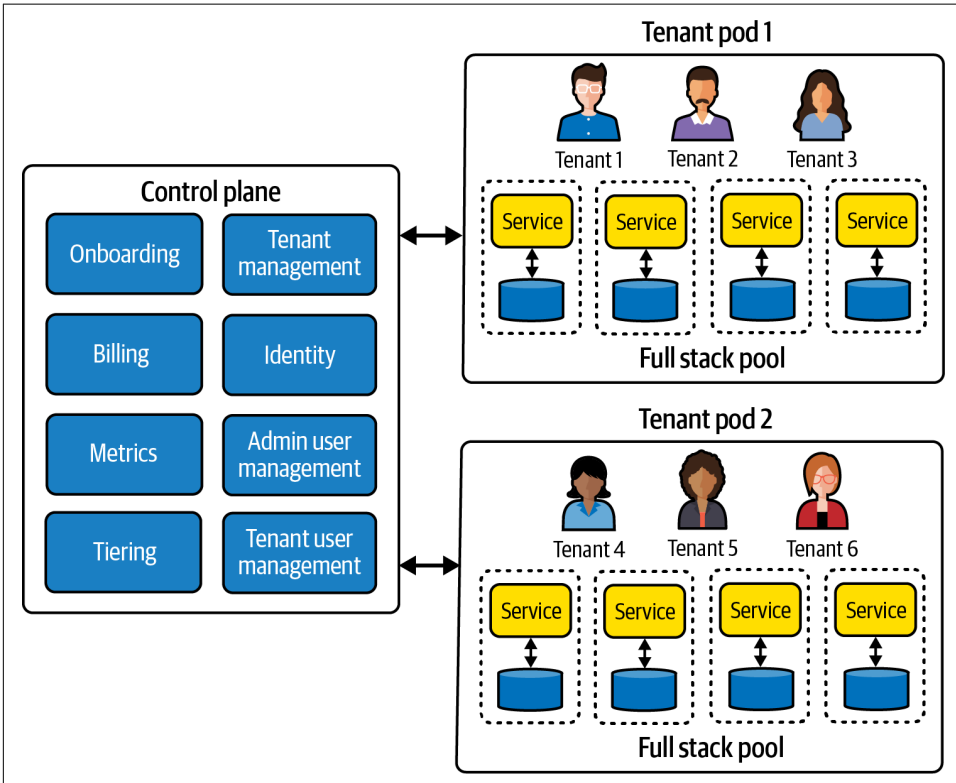 Control plane
Onboarding
Tenant
management
Billing
Identity
Metrics
Admin user
management
Tiering
Tenant user
management
Tenant pod 1
Tenant 1
Tenant 2
Tenant 3
Service
Service
Service
Service
Full stack pool
Tenant pod 2
Tenant 4
Tenant 5
Tenant 6
Service
Service
Service
Service
Full stack pool